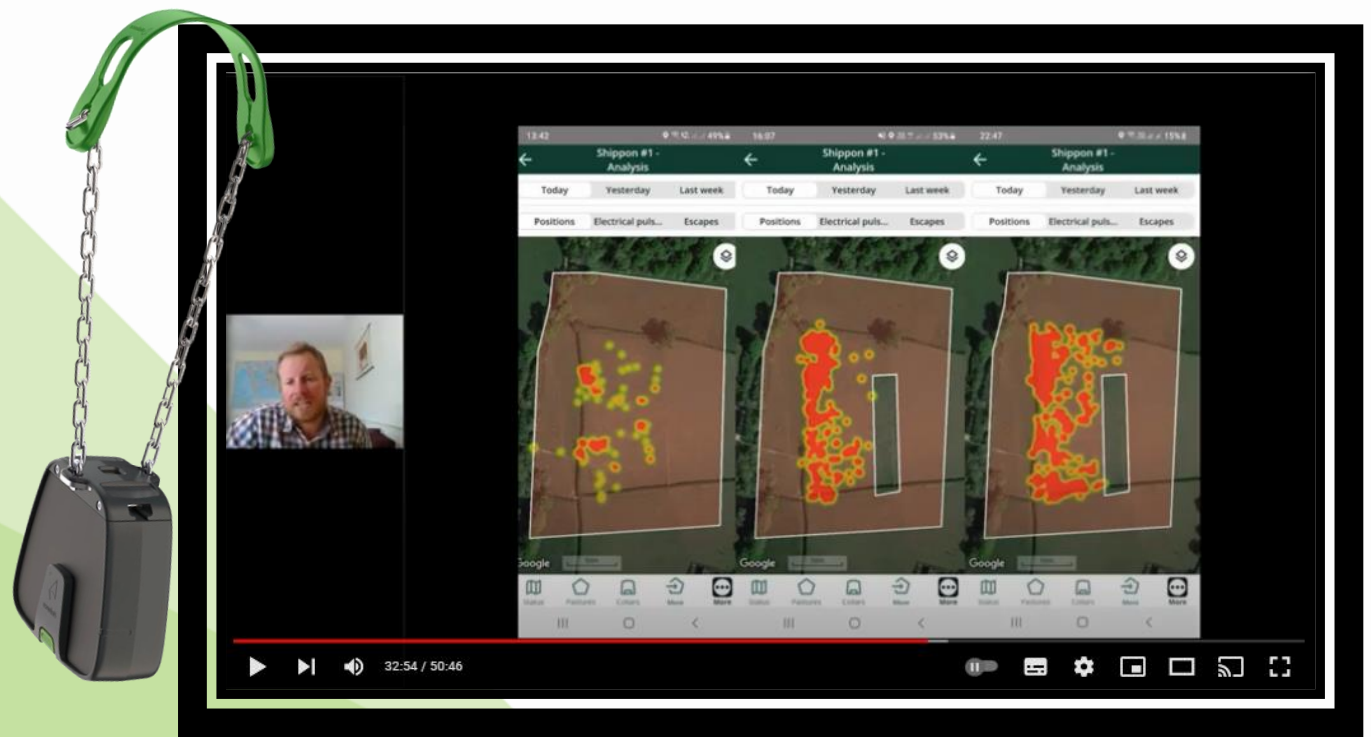 13:42 49% 16:07 53% 22:47 15%
Shippon #1 - Shippon #1 - Shippon #1 -
Analysis Analysis Analysis
Today Yesterday Last week Today Yesterday Last week Today Yesterday Last week
Positions Electrical puls... Escapes Positions Electrical puls... Escapes Positions Electrical puls... Escapes
Google Google Google
Status Pastures Collars Move More Status Pastures Collars Move More Status Pastures Collars Move More
32:54 / 50:46